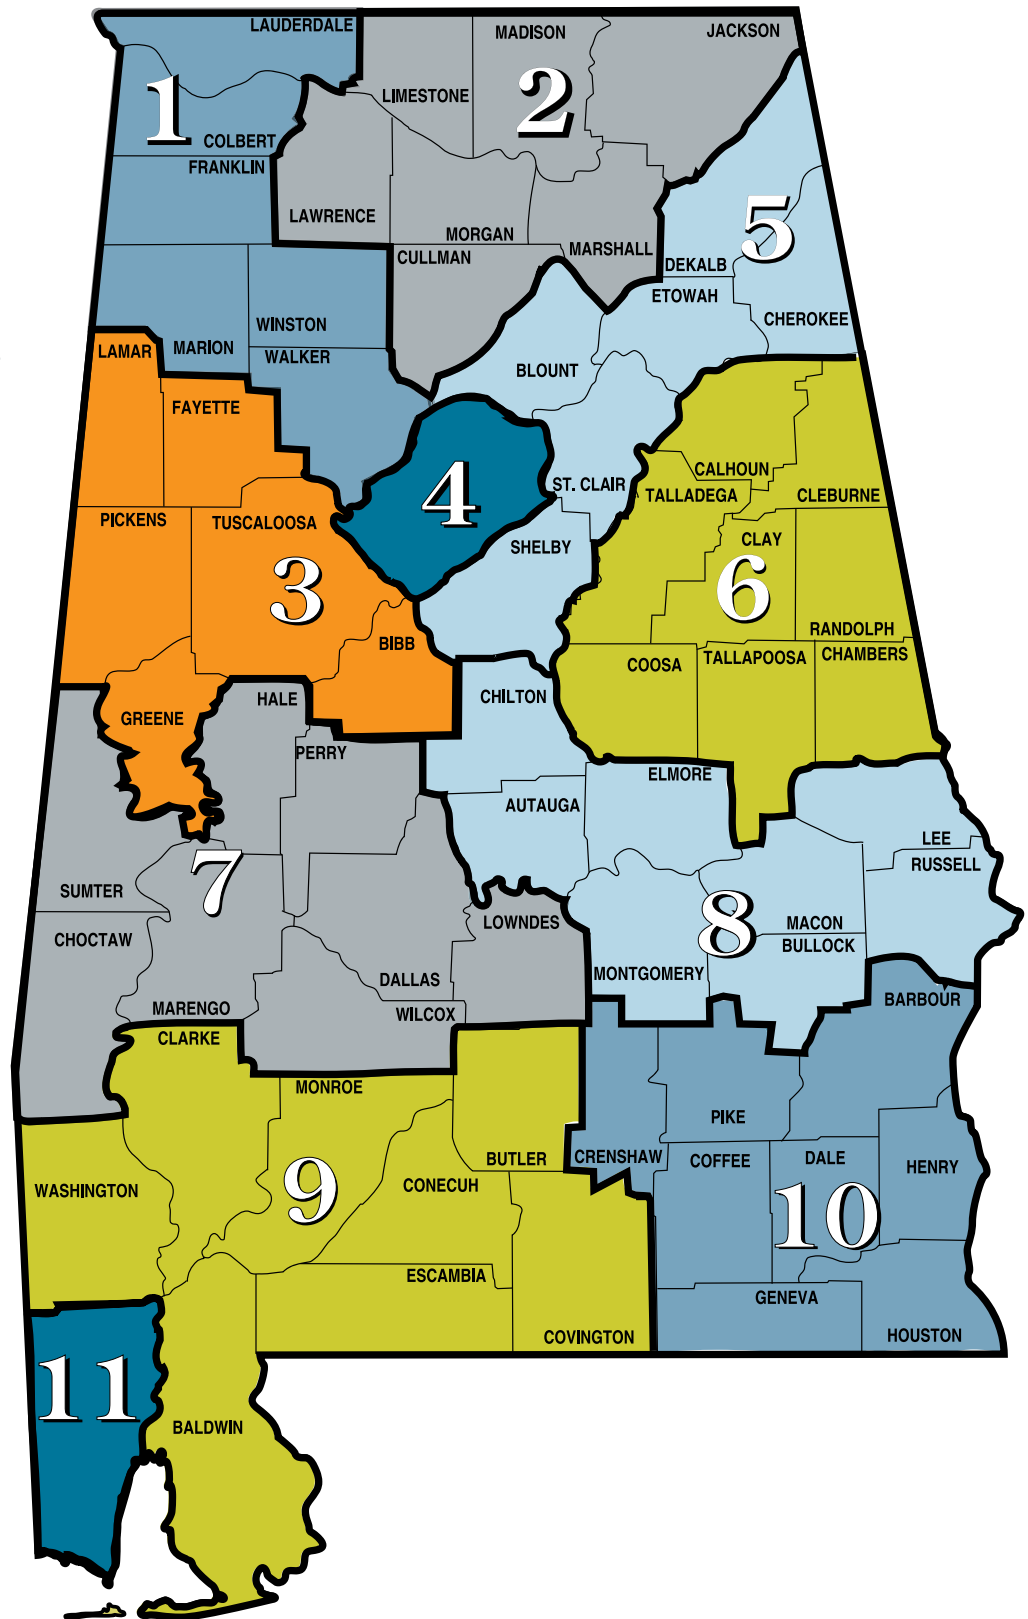 LAUDERDALE
MADISON
JACKSON
LIMESTONE
1
2
COLBERT
FRANKLIN
LAWRENCE
MORGAN
MARSHALL
CULLMAN
5
DEKALB
ETOWAH
CHEROKEE
WINSTON
MARION
WALKER
LAMAR
BLOUNT
FAYETTE
4
CALHOUN
ST. CLAIR
TALLADEGA
CLEBURNE
PICKENS
TUSCALOOSA
SHELBY
CLAY
3
6
BIBB
RANDOLPH
COOSA
TALLAPOOSA
CHAMBERS
HALE
CHILTON
GREENE
PERRY
ELMORE
AUTAUGA
LEE
RUSSELL
7
SUMTER
LOWNDES
8
MACON
CHOCTAW
BULLOCK
MONTGOMERY
DALLAS
MARENGO
WILCOX
BARBOUR
CLARKE
MONROE
PIKE
BUTLER
CRENSHAW
COFFEE
DALE
HENRY
WASHINGTON
9
CONECUH
10
ESCAMBIA
GENEVA
COVINGTON
HOUSTON
11
BALDWIN